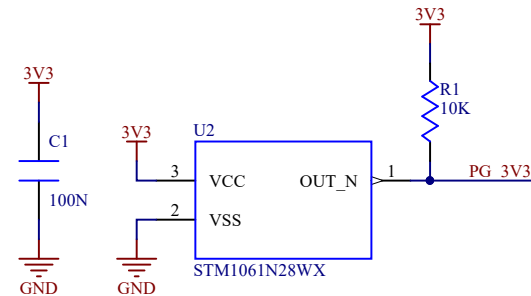 3V3
3V3
R1
10K
3V3
C1
100N
GND
U2
3
VCC
OUT_N
1
PG_3V3
2
VSS
GND
STM1061N28WX